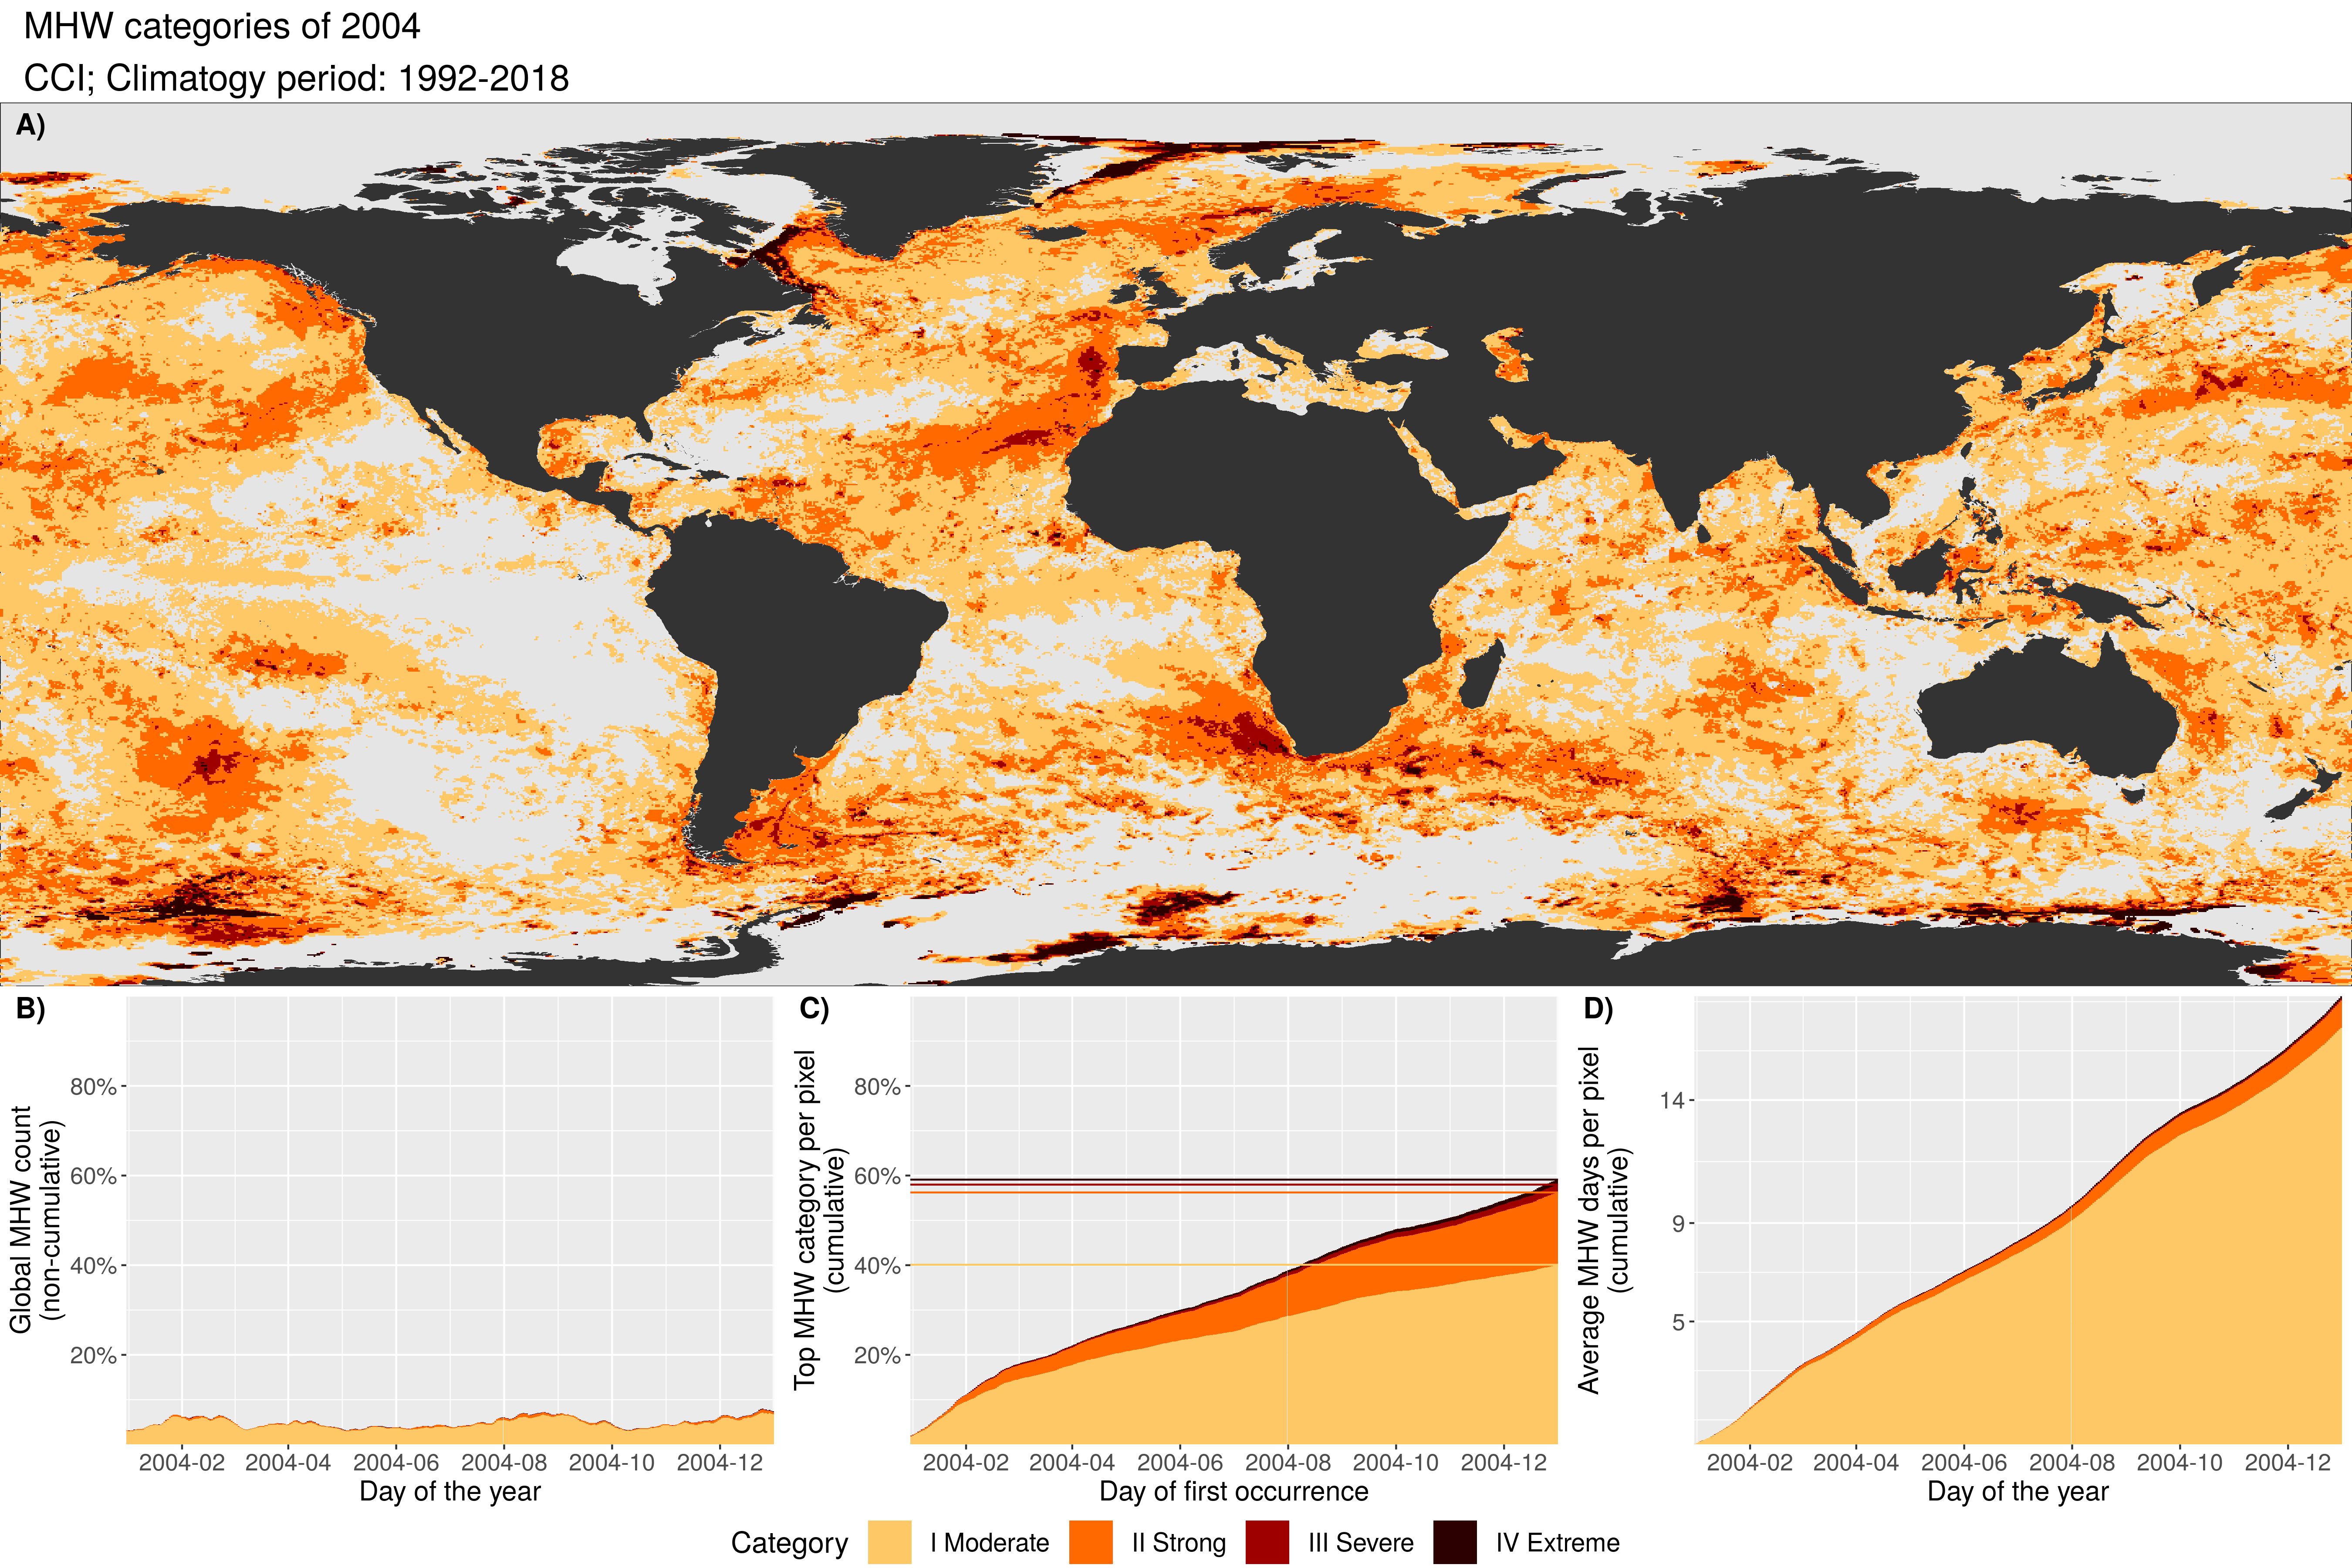 MHW categories of 2004
CCI; Climatogy period: 1992-2018
A)
B)
Global MHW count
(non-cumulative)
80%
60%
40%
20%
2004-02 2004-04 2004-06 2004-08 2004-10 2004-12
Day of the year
C)
Top MHW category per pixel
(cumulative)
80%
60%
40%
20%
2004-02 2004-04 2004-06 2004-08 2004-10 2004-12
Day of first occurrence
D)
Average MHW days per pixel
(cumulative)
14
9
5
2004-02 2004-04 2004-06 2004-08 2004-10 2004-12
Day of the year
Category I Moderate II Strong III Severe IV Extreme